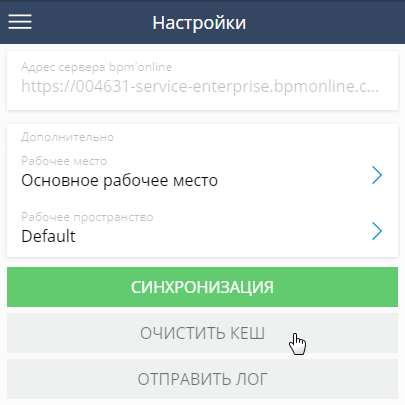 Настройки
Адрес сервера bpm'online
https://004631-service-enterprise.bpmonline.c...
Дополнительно
Рабочее место
Основное рабочее место
Рабочее пространство
Default
СИНХРОНИЗАЦИЯ
ОЧИСТИТЬ КЕШ
ОТПРАВИТЬ ЛОГ